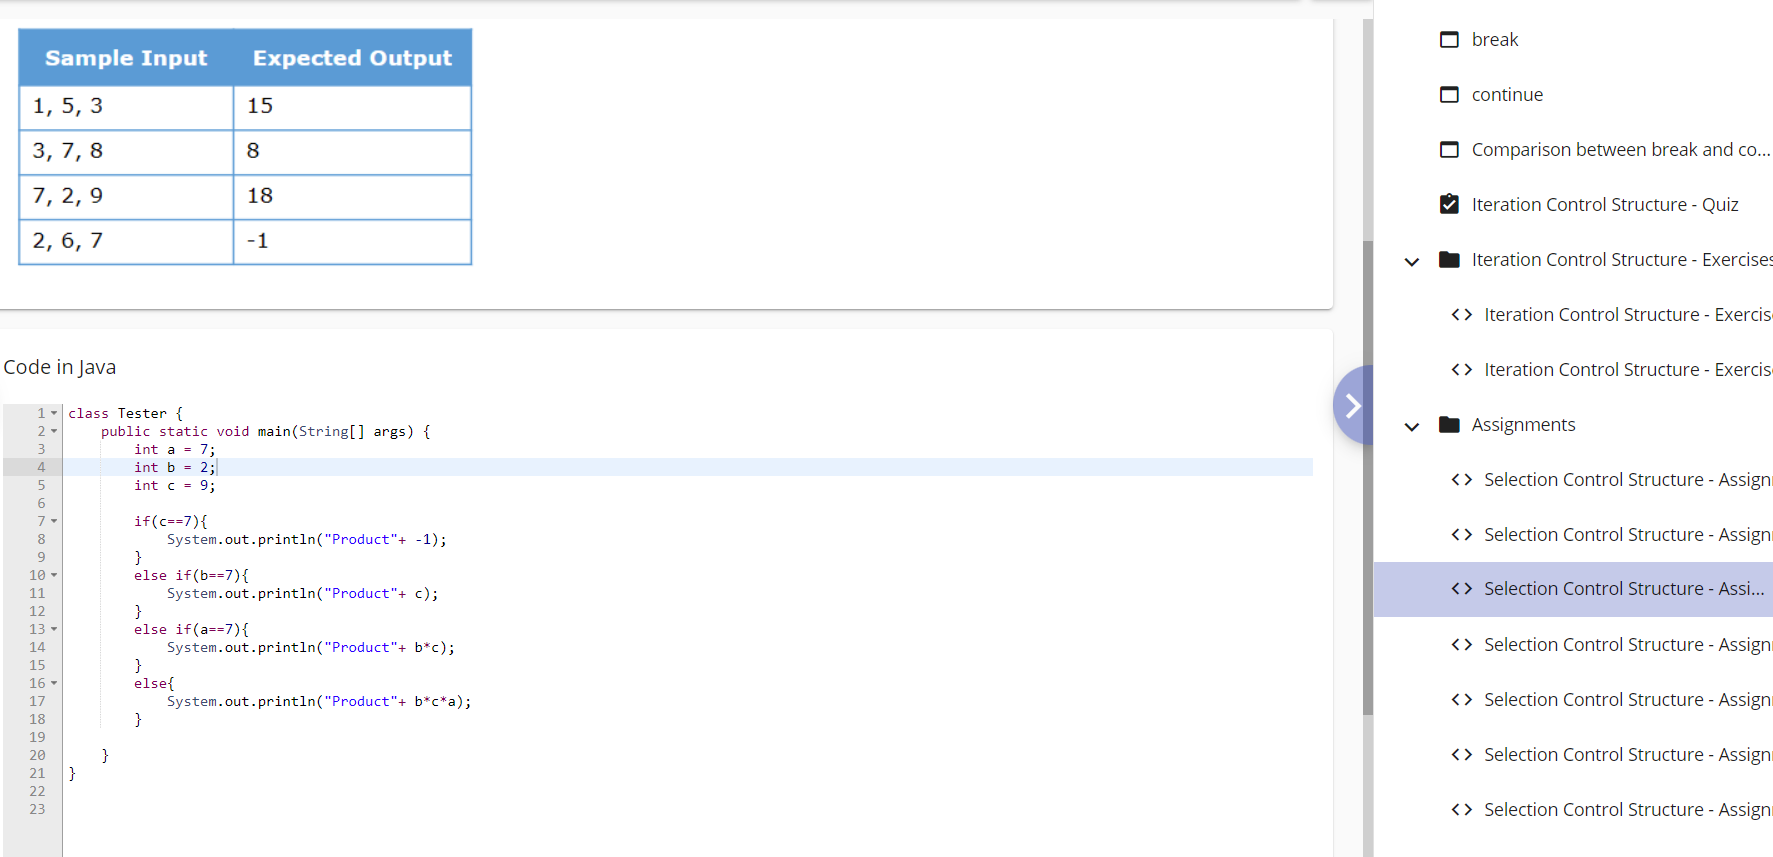 Sample Input Expected Output
1, 5, 3 15
3, 7, 8 8
7, 2, 9 18
2, 6, 7 -1
Code in Java
1 class Tester {
2 public static void main(String[] args) {
3 int a = 7;
4 int b = 2;
5 int c = 9;
6
7 if(c==7){
8 System.out.println("Product"+ -1);
9 }
10 else if(b==7){
11 System.out.println("Product"+ c);
12 }
13 else if(a==7){
14 System.out.println("Product"+ b*c);
15 }
16 else{
17 System.out.println("Product"+ b*c*a);
18 }
19
20 }
21 }
22
23
break
continue
Comparison between break and co...
Iteration Control Structure - Quiz
Iteration Control Structure - Exercises
Iteration Control Structure - Exercis
Iteration Control Structure - Exercis
Assignments
Selection Control Structure - Assign
Selection Control Structure - Assign
Selection Control Structure - Assi...
Selection Control Structure - Assign
Selection Control Structure - Assign
Selection Control Structure - Assign
Selection Control Structure - Assign